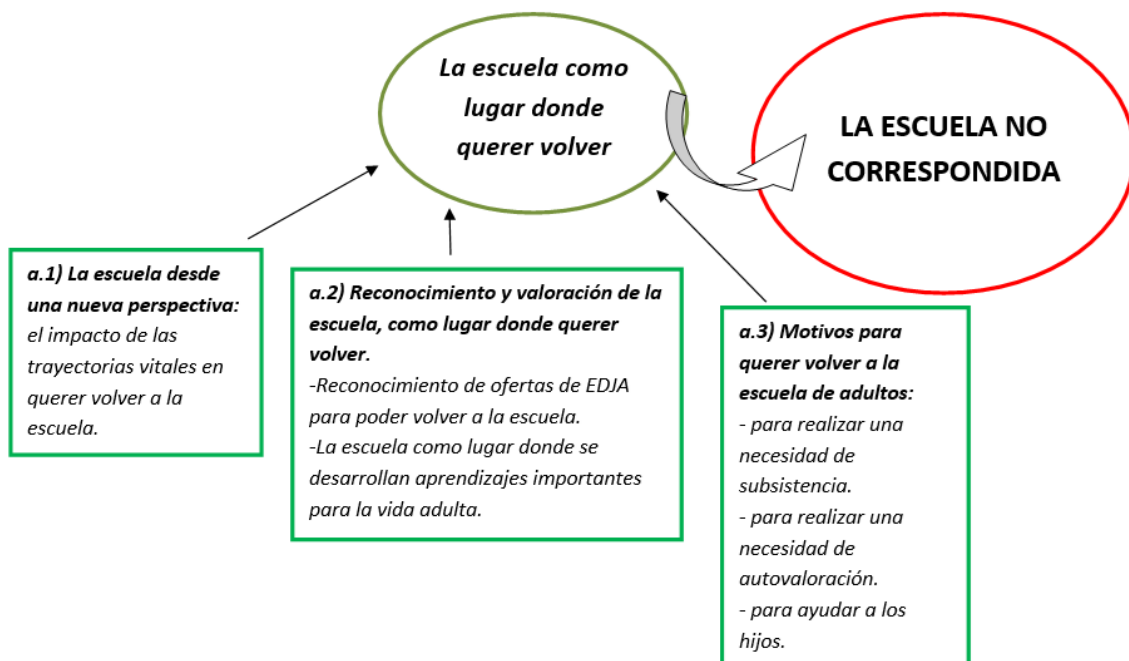 La escuela como
lugar donde
querer volver
LA ESCUELA NO
CORRESPONDIDA
a.1) La escuela desde
una nueva perspectiva:
el impacto de las
trayectorias vitales en
querer volver a la
escuela.
a.2) Reconocimiento y valoración de la
escuela, como lugar donde querer
volver.
-Reconocimiento de ofertas de EDJA
para poder volver a la escuela.
-La escuela como lugar donde se
desarrollan aprendizajes importantes
para la vida adulta.
a.3) Motivos para
querer volver a la
escuela de adultos:
- para realizar una
necesidad de
subsistencia.
- para realizar una
necesidad de
autovaloración.
- para ayudar a los
hijos.